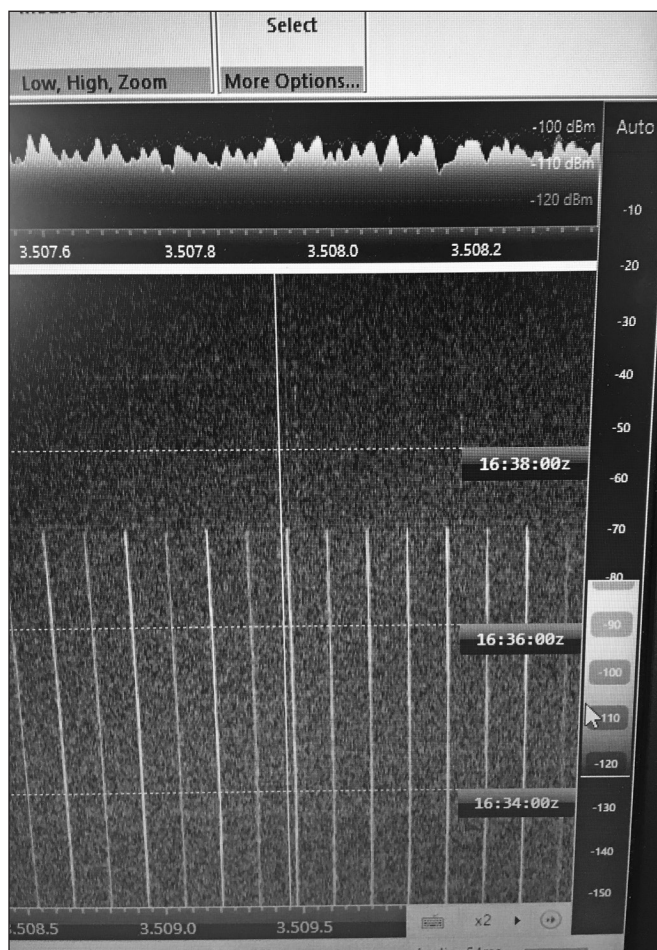 Select
Low, High, Zoom
More Options...
-100 dBm
Auto
-110 dBm
-120 dBm
-10
3.507.6 3.507.8 3.508.0 3.508.2
-20
-30
-40
-50
16:38:00z
-60
-70
-80
-90
16:36:00z
-100
-110
-120
16:34:00z
-130
-140
-150
3.508.5 3.509.0 3.509.5
x2